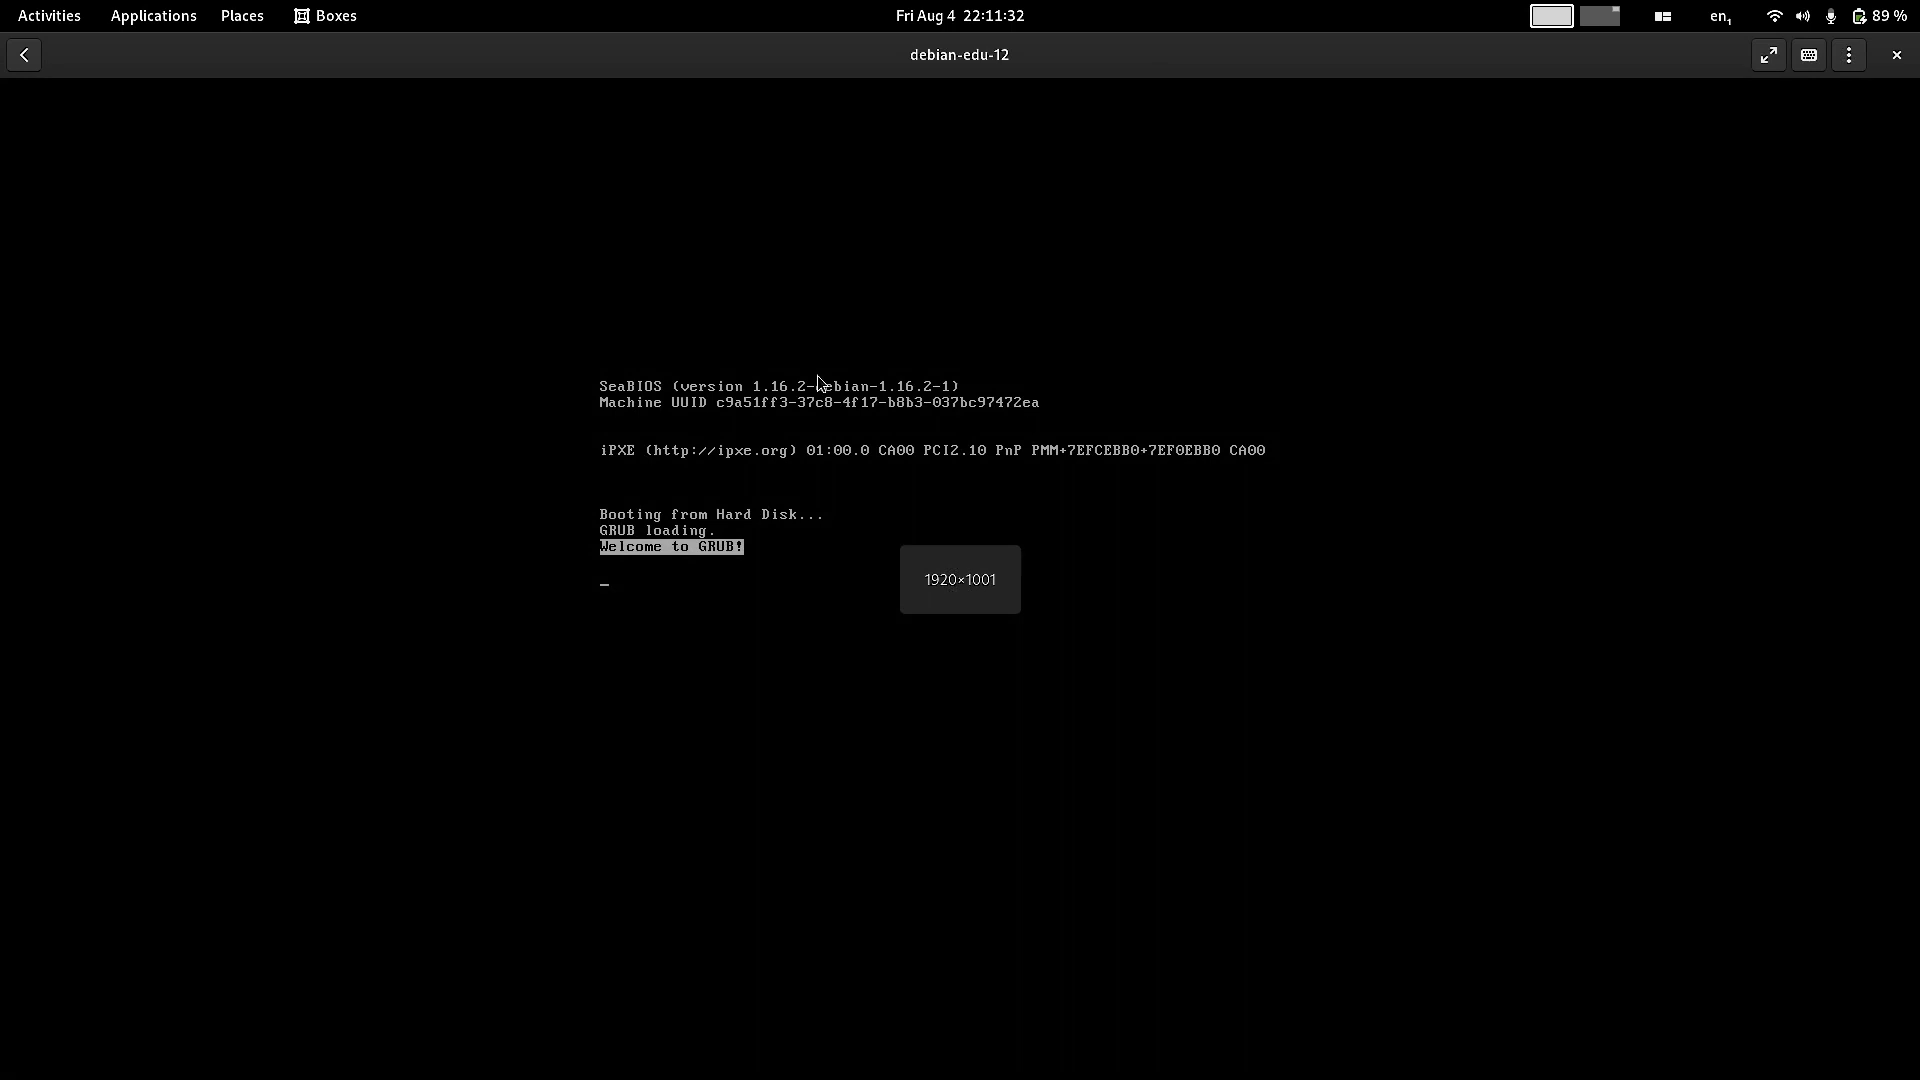 Activities Applications Places Boxes Fri Aug 4 22:11:32 en1 89 %
debian-edu-12
SeaBIOS (version 1.16.2-debian-1.16.2-1)
Machine UUID c9a51ff3-37c8-4f17-b8b3-037bc97472ea
iPXE (http://ipxe.org) 01:00.0 CA00 PCI2.10 PnP PMM+7EFCEBB0+7EF0EBB0 CA00
Booting from Hard Disk...
GRUB loading.
Welcome to GRUB!
_
1920×1001